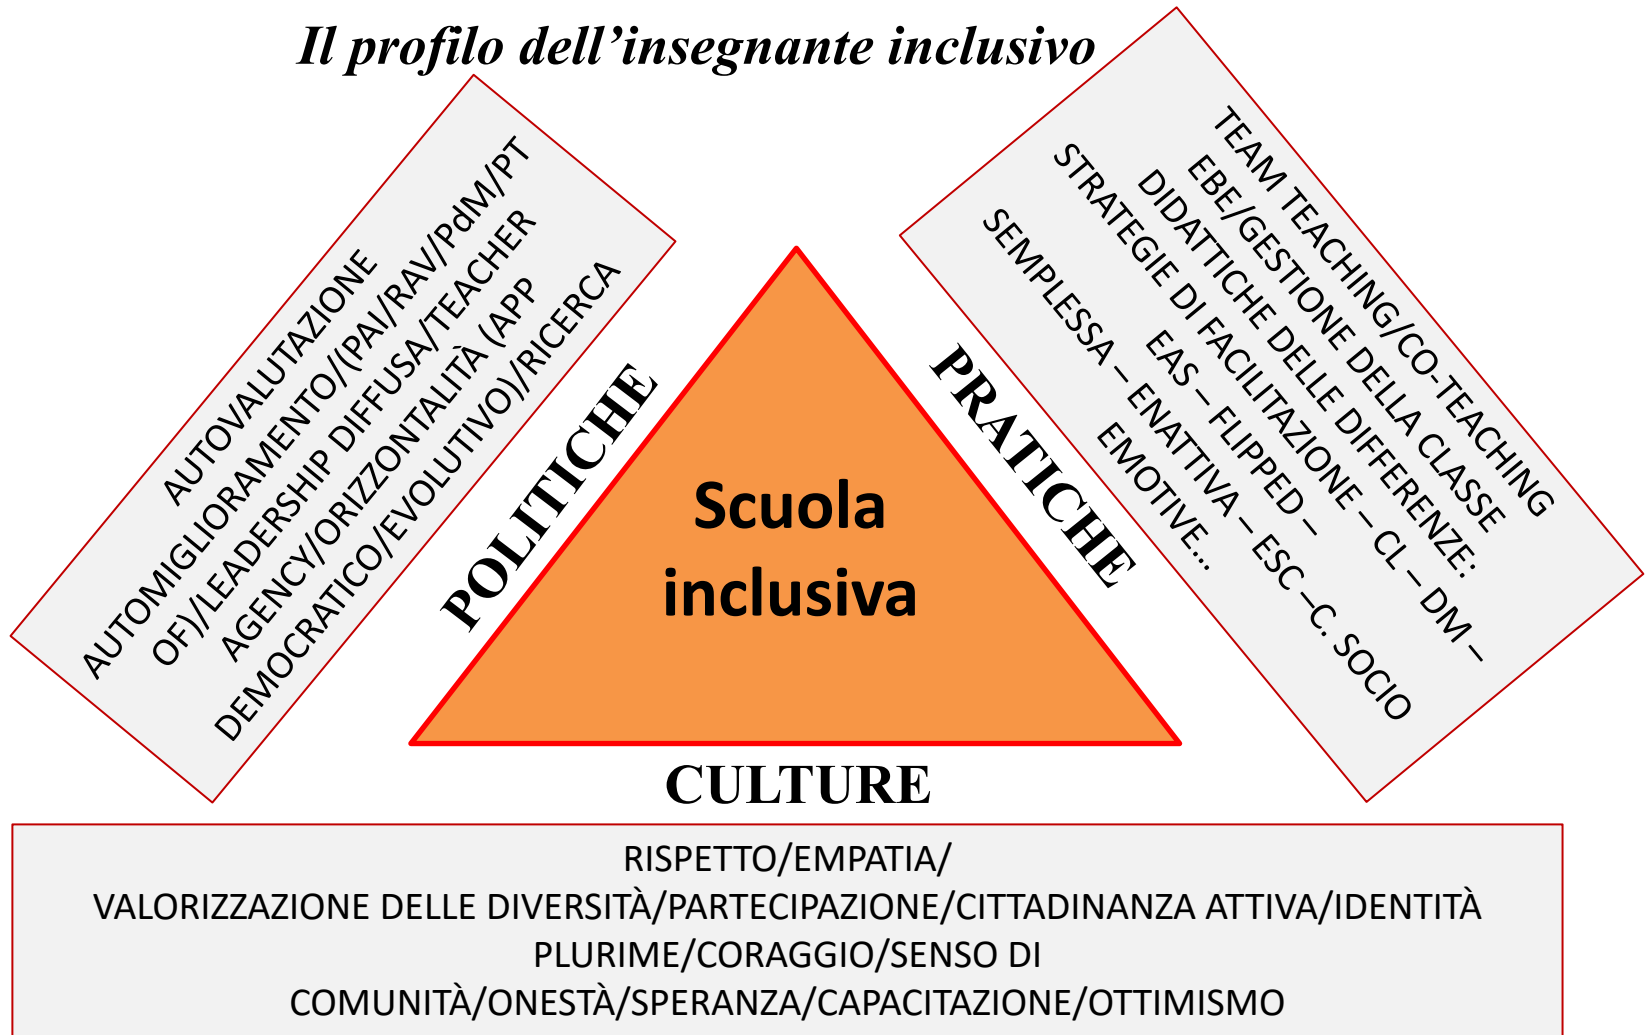 Il profilo dell’insegnante inclusivo
AUTOVALUTAZIONE
AUTOMIGLIORAMENTO/(PAI/RAV/PdM/PT
OF)/LEADERSHIP DIFFUSA/TEACHER
AGENCY/ORIZZONTALITÀ (APP
DEMOCRATICO/EVOLUTIVO)/RICERCA
POLITICHE
TEAM TEACHING/CO-TEACHING
EBE/GESTIONE DELLA CLASSE
DIDATTICHE DELLE DIFFERENZE:
STRATEGIE DI FACILITAZIONE – CL – DM –
EAS – FLIPPED –
SEMPLESSA – ENATTIVA – ESC –C. SOCIO
EMOTIVE...
PRATICHE
Scuola
inclusiva
CULTURE
RISPETTO/EMPATIA/
VALORIZZAZIONE DELLE DIVERSITÀ/PARTECIPAZIONE/CITTADINANZA ATTIVA/IDENTITÀ
PLURIME/CORAGGIO/SENSO DI
COMUNITÀ/ONESTÀ/SPERANZA/CAPACITAZIONE/OTTIMISMO